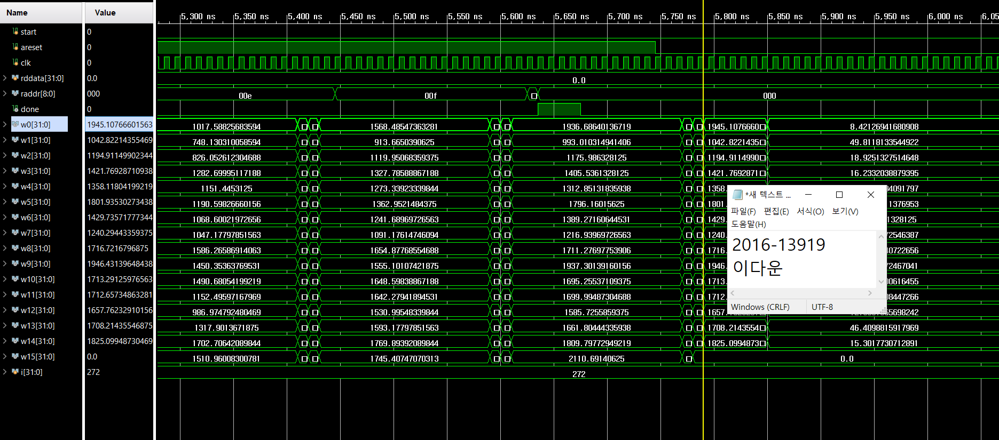 Name Value
5,300 ns 5,350 ns 5,400 ns 5,450 ns 5,500 ns 5,550 ns 5,600 ns 5,650 ns 5,700 ns 5,750 ns 5,800 ns 5,850 ns 5,900 ns 5,950 ns 6,000 ns 6,05
start 0
areset 0
clk 0
rddata[31:0] 0.0 0.0
raddr[8:0] 000 00e 00f 000
done 0
w0[31:0] 1945.10766601563 1017.58825683594 1568.48547363281 1936.68640136719 1945.1076660 8.42126941680908
w1[31:0] 1042.82214355469 748.130310058594 913.6650390625 993.010314941406 1042.8221435 49.8118133544922
w2[31:0] 1194.91149902344 826.052612304688 1119.95068359375 1175.986328125 1194.9114990 18.9251327514648
w3[31:0] 1421.76928710938 1282.69995117188 1327.78588867188 1405.5361328125 1421.7692871 16.2332038879395
w4[31:0] 1358.11804199219 1151.4453125 1273.33923339844 1312.85131835938 1358. 4091797
w5[31:0] 1801.93530273438 1190.59826660156 1362.9521484375 1796.16015625 1801. 1376953
w6[31:0] 1429.73571777344 1068.60021972656 1241.68969726563 1389.27160644531 1429. 1328125
w7[31:0] 1240.29443359375 1047.17797851563 1091.17614746094 1216.93969726563 1240. 2546387
w8[31:0] 1716.7216796875 1586.26586914063 1654.87768554688 1711.27697753906 1716. 0722656
w9[31:0] 1946.43139648438 1450.35363769531 1555.10107421875 1937.30139160156 1946. 2467041
w10[31:0] 1713.29125976563 1490.68054199219 1648.59838867188 1695.25537109375 1713. 0616455
w11[31:0] 1712.65734863281 1152.49597167969 1642.27941894531 1699.99487304688 1712. 8447266
w12[31:0] 1657.76232910156 986.974792480469 1530.99548339844 1585.7255859375 1657. 5698242
w13[31:0] 1708.21435546875 1317.9013671875 1593.17797851563 1661.80444335938 1708.2143554 46.4098815917969
w14[31:0] 1825.09948730469 1702.70642089844 1769.89392089844 1809.79772949219 1825.0994873 15.3017730712891
w15[31:0] 0.0 1510.96008300781 1745.40747070313 2110.69140625 0.0
i[31:0] 272 272
*새 텍스트 ...
파일(F) 편집(E) 서식(O) 보기(V)
도움말(H)
2016-13919
이다운
Windows (CRLF) UTF-8